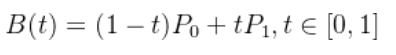 B(t) = (1 − t)P₀ + tP₁, t ∈ [0, 1]